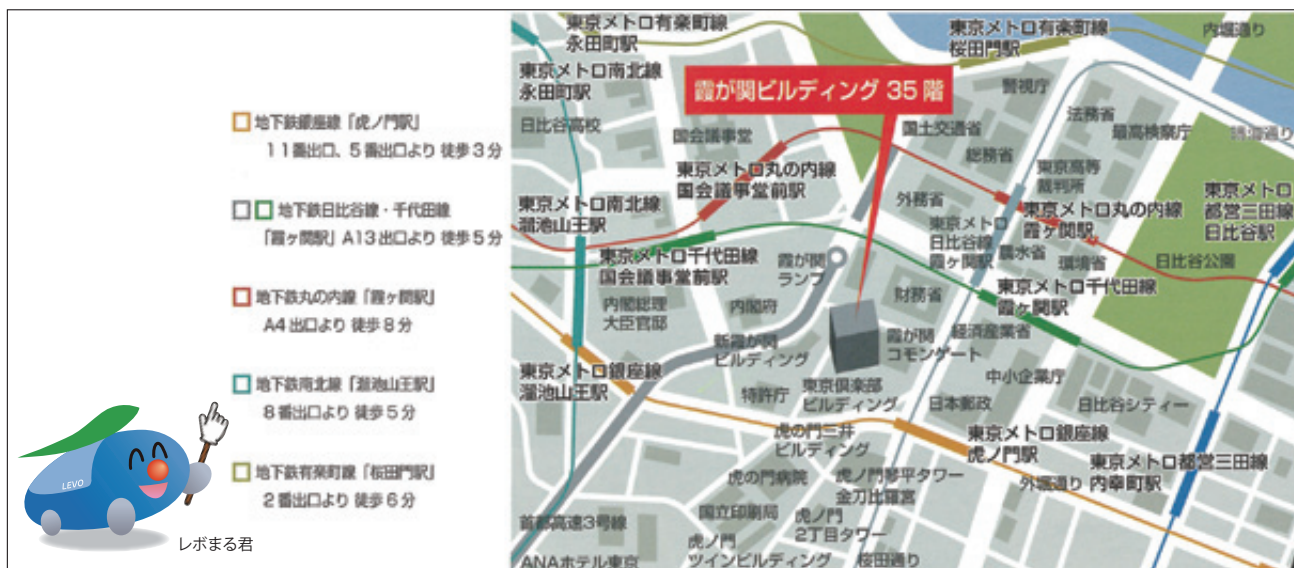 地下鉄銀座線「虎ノ門駅」
11番出口、5番出口より 徒歩3分
地下鉄日比谷線・千代田線
「霞ヶ関駅」A13出口より 徒歩5分
地下鉄丸の内線「霞ヶ関駅」
A4出口より 徒歩8分
地下鉄南北線「溜池山王駅」
8番出口より 徒歩5分
地下鉄有楽町線「桜田門駅」
2番出口より 徒歩6分
LEVO
レボまる君
東京メトロ有楽町線
永田町駅
東京メトロ有楽町線
桜田門駅
内堀通り
東京メトロ南北線
永田町駅
霞が関ビルディング 35階
警視庁
法務省
最高検察庁
日比谷高校
国会議事堂
国土交通省
総務省
東京高等
裁判所
東京メトロ丸の内線
国会議事堂前駅
外務省
東京メトロ
都営三田線
日比谷駅
東京メトロ南北線
溜池山王駅
東京メトロ
日比谷線
霞ヶ関駅
東京メトロ丸の内線
霞ヶ関駅
農水省
環境省
日比谷公園
東京メトロ千代田線
国会議事堂前駅
霞が関
ランプ
財務省
東京メトロ千代田線
霞ヶ関駅
内閣総理
大臣官邸
内閣府
新霞が関
ビルディング
霞が関
コモンゲート
経済産業省
中小企業庁
東京メトロ銀座線
溜池山王駅
特許庁
東京倶楽部
ビルディング
日本郵政
日比谷シティー
虎の門三井
ビルディング
東京メトロ銀座線
虎ノ門駅
東京メトロ都営三田線
内幸町駅
外堀通り
虎の門病院
虎ノ門琴平タワー
金刀比羅宮
国立印刷局
虎ノ門
2丁目タワー
首都高速3号線
虎ノ門
ツインビルディング
桜田通り
ANAホテル東京